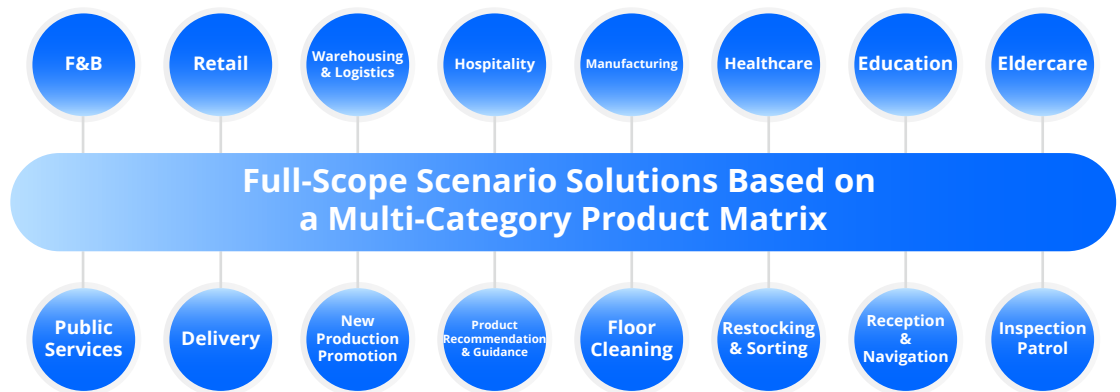 F&B
Retail
Warehousing
& Logistics
Hospitality
Manufacturing
Healthcare
Education
Eldercare
Full-Scope Scenario Solutions Based on
a Multi-Category Product Matrix
Public
Services
Delivery
New
Production
Promotion
Product
Recommendation
& Guidance
Floor
Cleaning
Restocking
& Sorting
Reception
&
Navigation
Inspection
Patrol